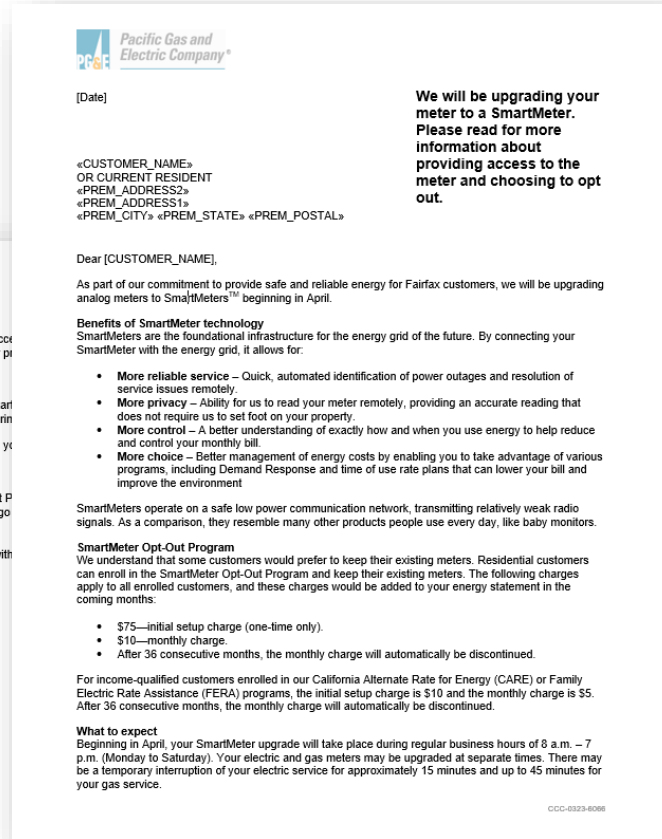 Pacific Gas and
Electric Company®
PG&E
[Date]
We will be upgrading your
meter to a SmartMeter.
Please read for more
information about
providing access to the
meter and choosing to opt
out.
«CUSTOMER_NAME»
OR CURRENT RESIDENT
«PREM_ADDRESS2»
«PREM_ADDRESS1»
«PREM_CITY» «PREM_STATE» «PREM_POSTAL»
Dear [CUSTOMER_NAME],
As part of our commitment to provide safe and reliable energy for Fairfax customers, we will be upgrading
analog meters to SmartMeters™ beginning in April.
Benefits of SmartMeter technology
SmartMeters are the foundational infrastructure for the energy grid of the future. By connecting your
SmartMeter with the energy grid, it allows for:
• More reliable service – Quick, automated identification of power outages and resolution of
service issues remotely.
• More privacy – Ability for us to read your meter remotely, providing an accurate reading that
does not require us to set foot on your property.
• More control – A better understanding of exactly how and when you use energy to help reduce
and control your monthly bill.
• More choice – Better management of energy costs by enabling you to take advantage of various
programs, including Demand Response and time of use rate plans that can lower your bill and
improve the environment
SmartMeters operate on a safe low power communication network, transmitting relatively weak radio
signals. As a comparison, they resemble many other products people use every day, like baby monitors.
SmartMeter Opt-Out Program
We understand that some customers would prefer to keep their existing meters. Residential customers
can enroll in the SmartMeter Opt-Out Program and keep their existing meters. The following charges
apply to all enrolled customers, and these charges would be added to your energy statement in the
coming months:
• $75—initial setup charge (one-time only).
• $10—monthly charge.
• After 36 consecutive months, the monthly charge will automatically be discontinued.
For income-qualified customers enrolled in our California Alternate Rate for Energy (CARE) or Family
Electric Rate Assistance (FERA) programs, the initial setup charge is $10 and the monthly charge is $5.
After 36 consecutive months, the monthly charge will automatically be discontinued.
What to expect
Beginning in April, your SmartMeter upgrade will take place during regular business hours of 8 a.m. – 7
p.m. (Monday to Saturday). Your electric and gas meters may be upgraded at separate times. There may
be a temporary interruption of your electric service for approximately 15 minutes and up to 45 minutes for
your gas service.
CCC-0323-6066